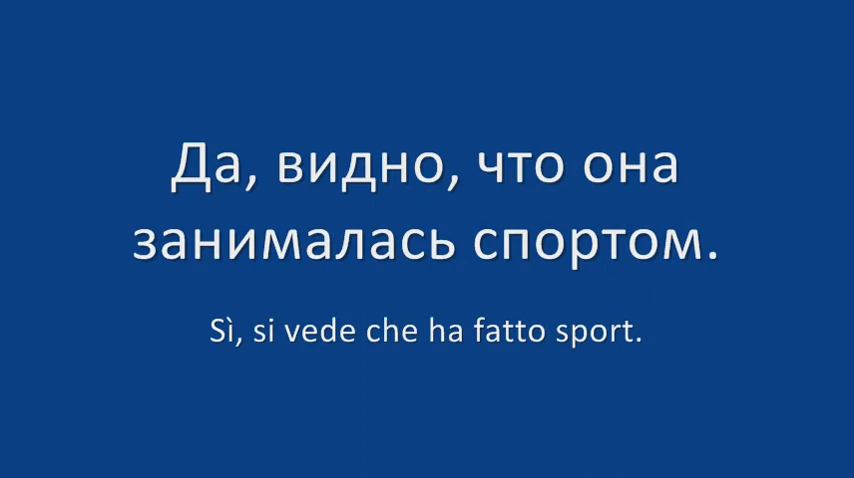 Да, видно, что она
занималась спортом.
Sì, si vede che ha fatto sport.